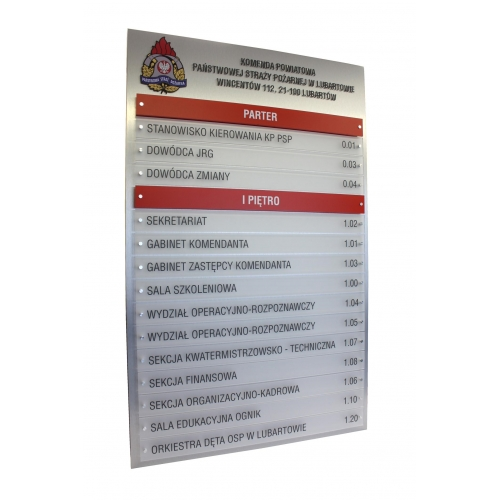 KOMENDA POWIATOWA
PAŃSTWOWEJ STRAŻY POŻARNEJ W LUBARTOWIE
WINCENTÓW 112, 21-100 LUBARTÓW
PARTER
STANOWISKO KIEROWANIA KP PSP 0.01
DOWÓDCA JRG 0.03
DOWÓDCA ZMIANY 0.04
I PIĘTRO
SEKRETARIAT 1.02
GABINET KOMENDANTA 1.01
GABINET ZASTĘPCY KOMENDANTA 1.03
SALA SZKOLENIOWA 1.00
WYDZIAŁ OPERACYJNO-ROZPOZNAWCZY 1.04
WYDZIAŁ OPERACYJNO-ROZPOZNAWCZY 1.05
SEKCJA KWATERMISTRZOWSKO - TECHNICZNA 1.07
SEKCJA FINANSOWA 1.08
SEKCJA ORGANIZACYJNO-KADROWA 1.06
SALA EDUKACYJNA OGNIK 1.10
ORKIESTRA DĘTA OSP W LUBARTOWIE 1.20